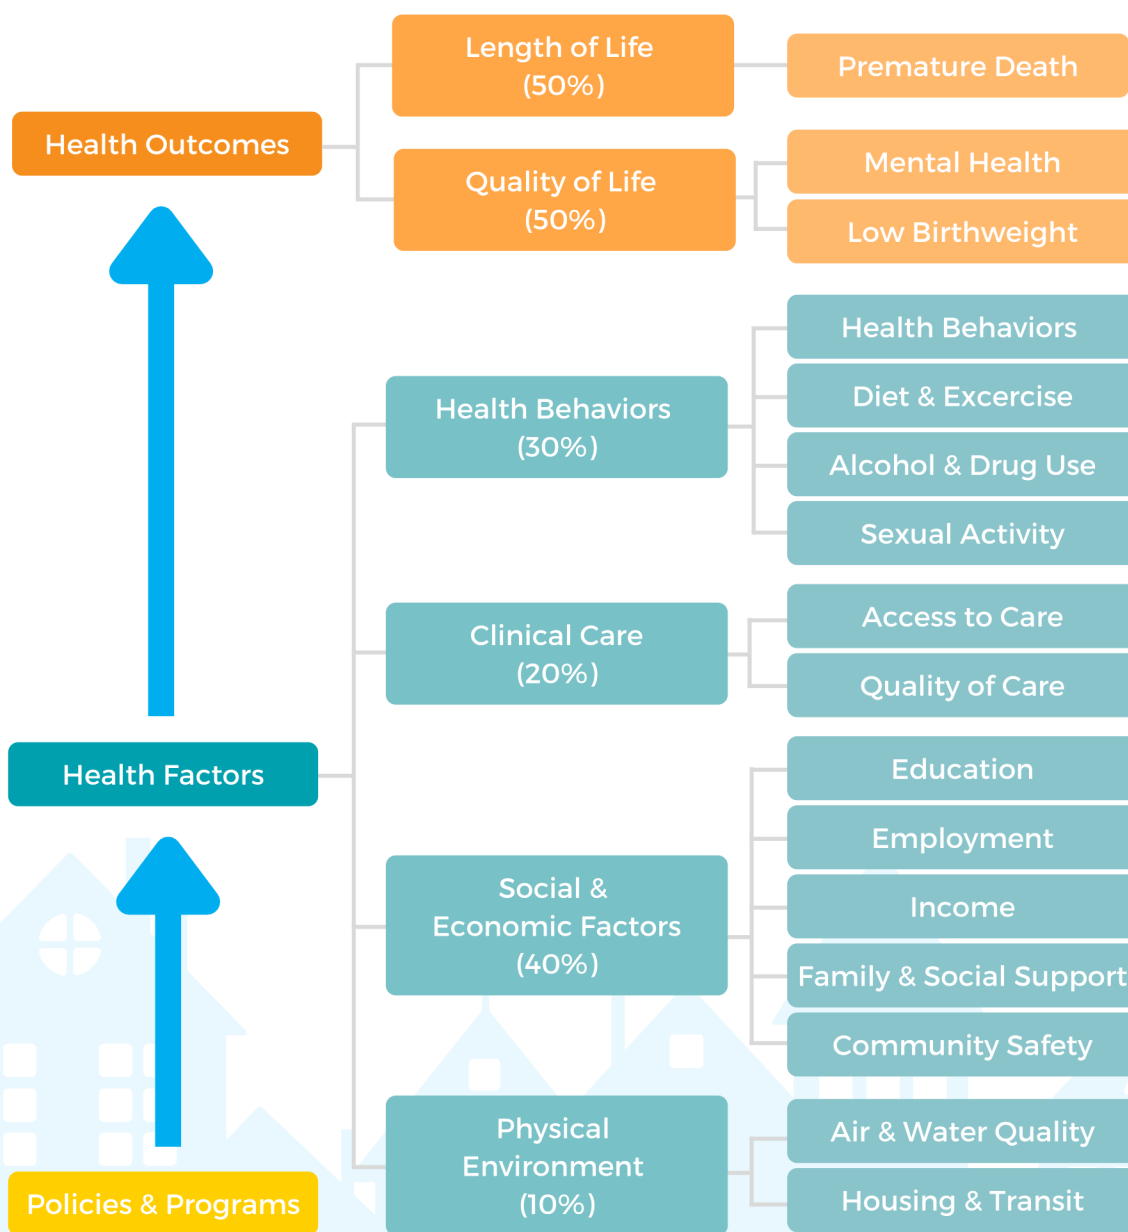 Health Outcomes
Length of Life
(50%)
Premature Death
Quality of Life
(50%)
Mental Health
Low Birthweight
Health Factors
Health Behaviors
(30%)
Health Behaviors
Diet & Excercise
Alcohol & Drug Use
Sexual Activity
Clinical Care
(20%)
Access to Care
Quality of Care
Social &
Economic Factors
(40%)
Education
Employment
Income
Family & Social Support
Community Safety
Physical
Environment
(10%)
Air & Water Quality
Housing & Transit
Policies & Programs